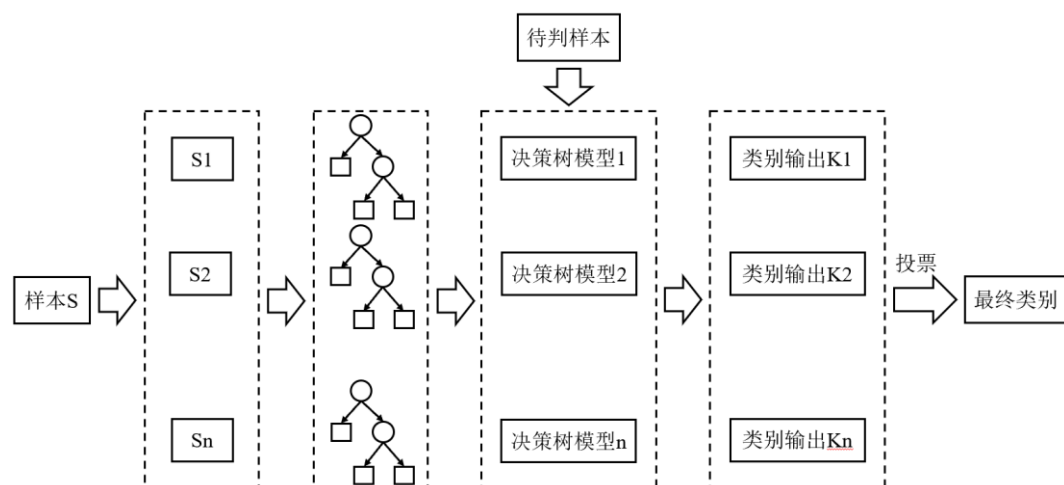 待判样本
S1
决策树模型1
类别输出K1
样本S
S2
决策树模型2
类别输出K2
投票
最终类别
Sn
决策树模型n
类别输出Kn